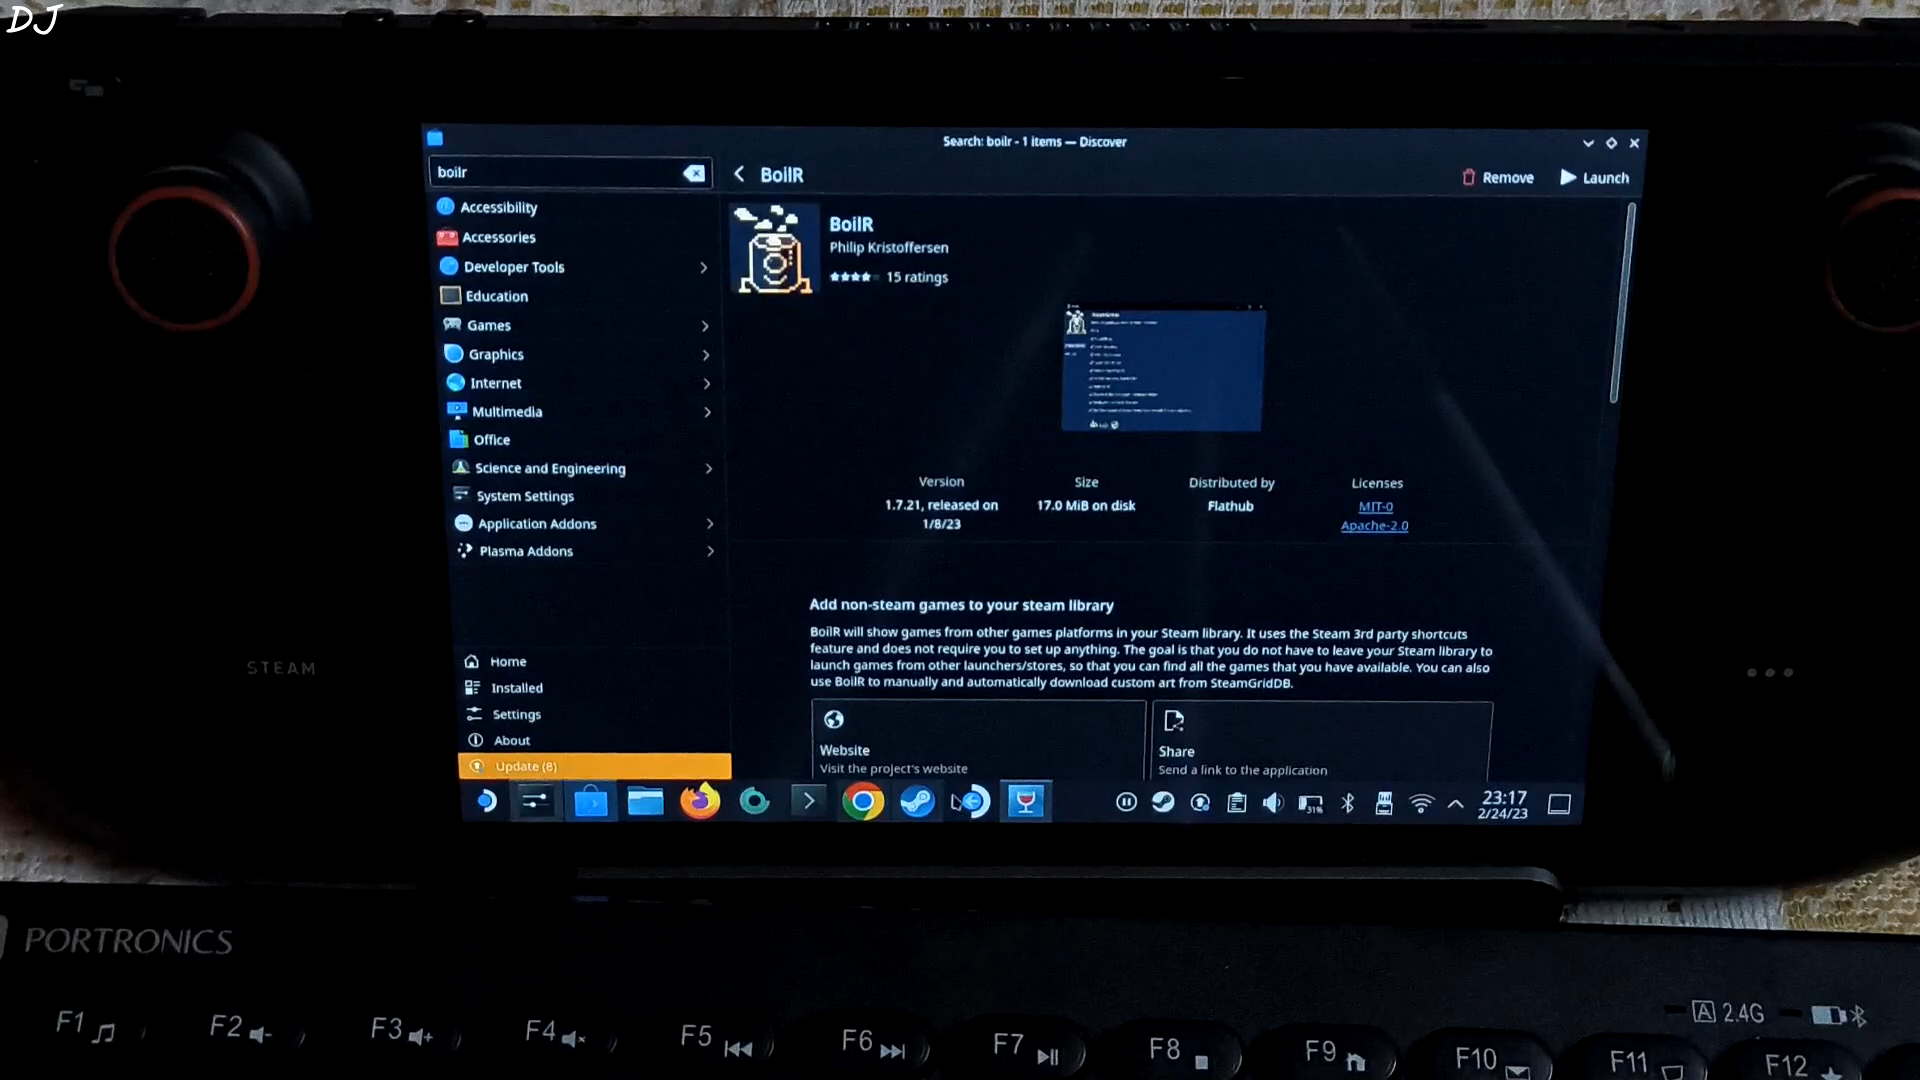 DJ
Search: boilr - 1 items — Discover
boilr
BoilR
Remove
Launch
Accessibility
Accessories
Developer Tools
Education
Games
Graphics
Internet
Multimedia
Office
Science and Engineering
System Settings
Application Addons
Plasma Addons
BoilR
Philip Kristoffersen
15 ratings
Version
1.7.21, released on
1/8/23
Size
17.0 MiB on disk
Distributed by
Flathub
Licenses
MIT-0
Apache-2.0
Add non-steam games to your steam library
BoilR will show games from other games platforms in your Steam library. It uses the Steam 3rd party shortcuts
feature and does not require you to set up anything. The goal is that you do not have to leave your Steam library to
launch games from other launchers/stores, so that you can find all the games that you have available. You can also
use BoilR to manually and automatically download custom art from SteamGridDB.
Website
Visit the project's website
Share
Send a link to the application
Home
Installed
Settings
About
Update (8)
31%
23:17
2/24/23
STEAM
PORTRONICS
A 2.4G
F1
F2
F3
F4
F5
F6
F7
F8
F9
F10
F11
F12